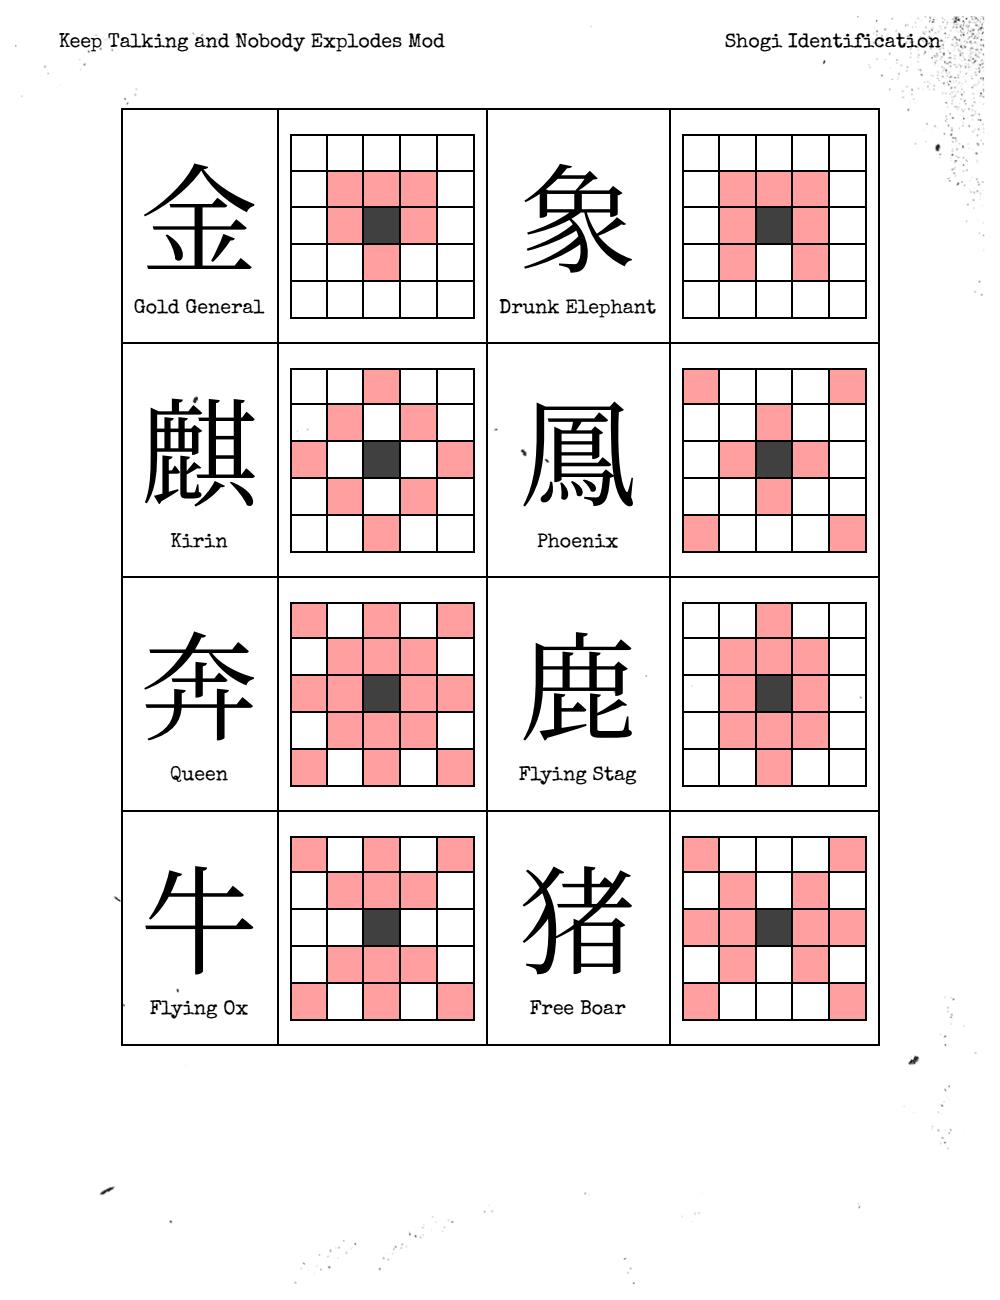 Keep Talking and Nobody Explodes Mod
Shogi Identification
金
Gold General
象
Drunk Elephant
麒
Kirin
鳳
Phoenix
奔
Queen
鹿
Flying Stag
牛
Flying Ox
猪
Free Boar